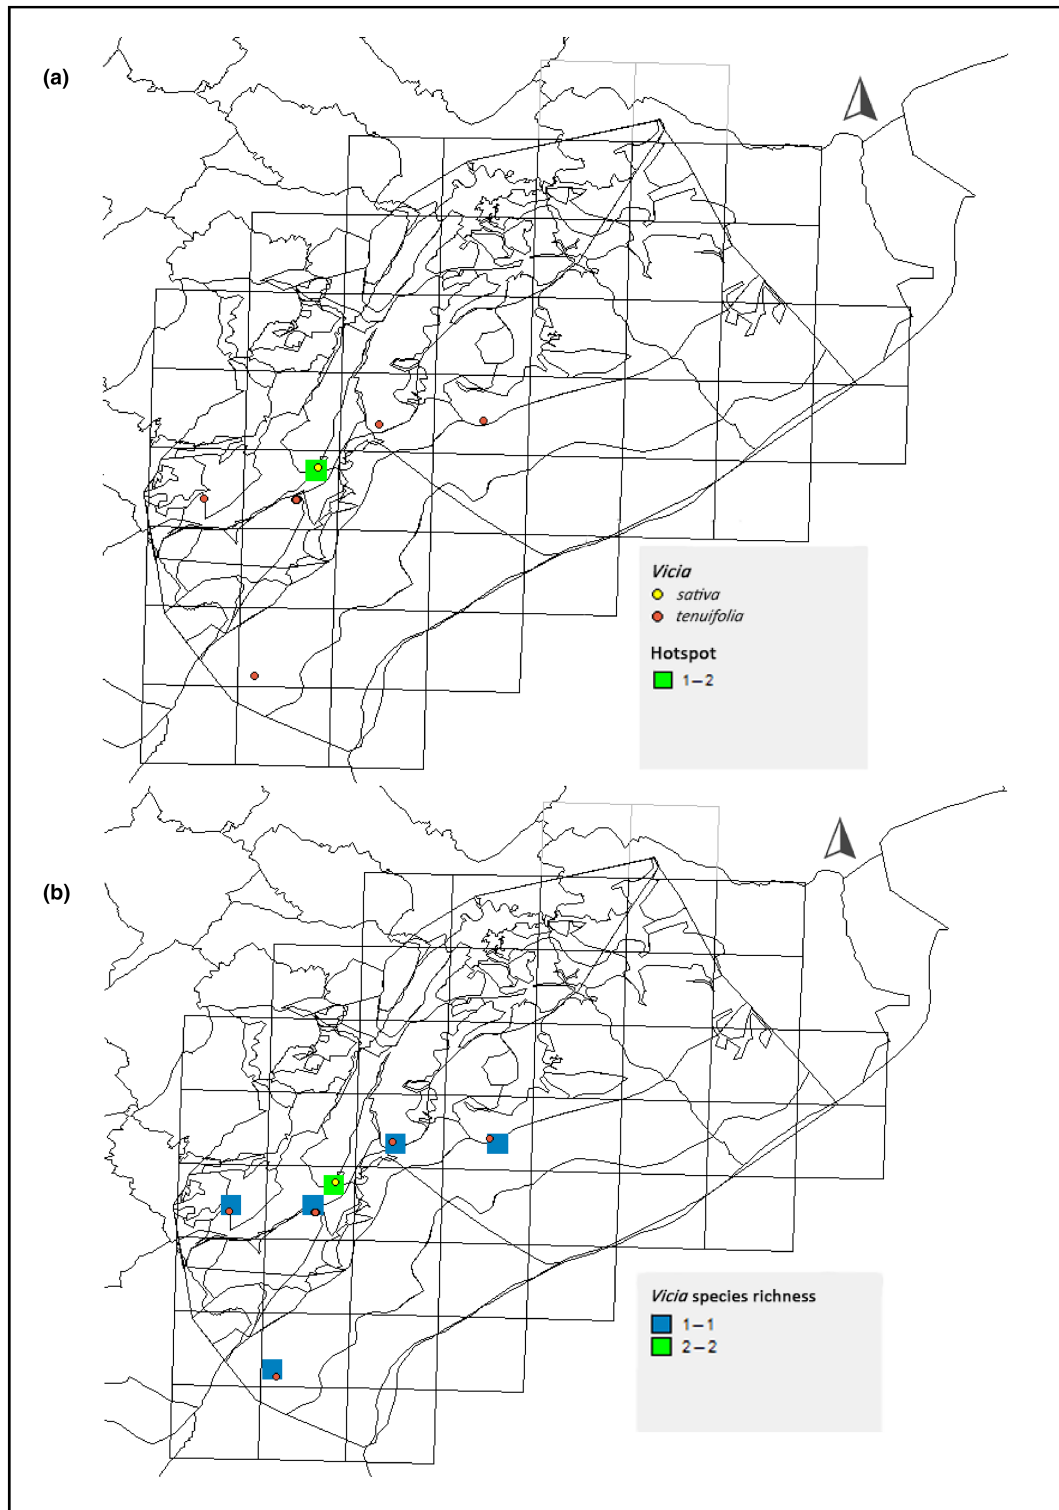 (a)
Vicia
sativa
tenuifolia
Hotspot
1 – 2
(b)
Vicia species richness
1 – 1
2 – 2